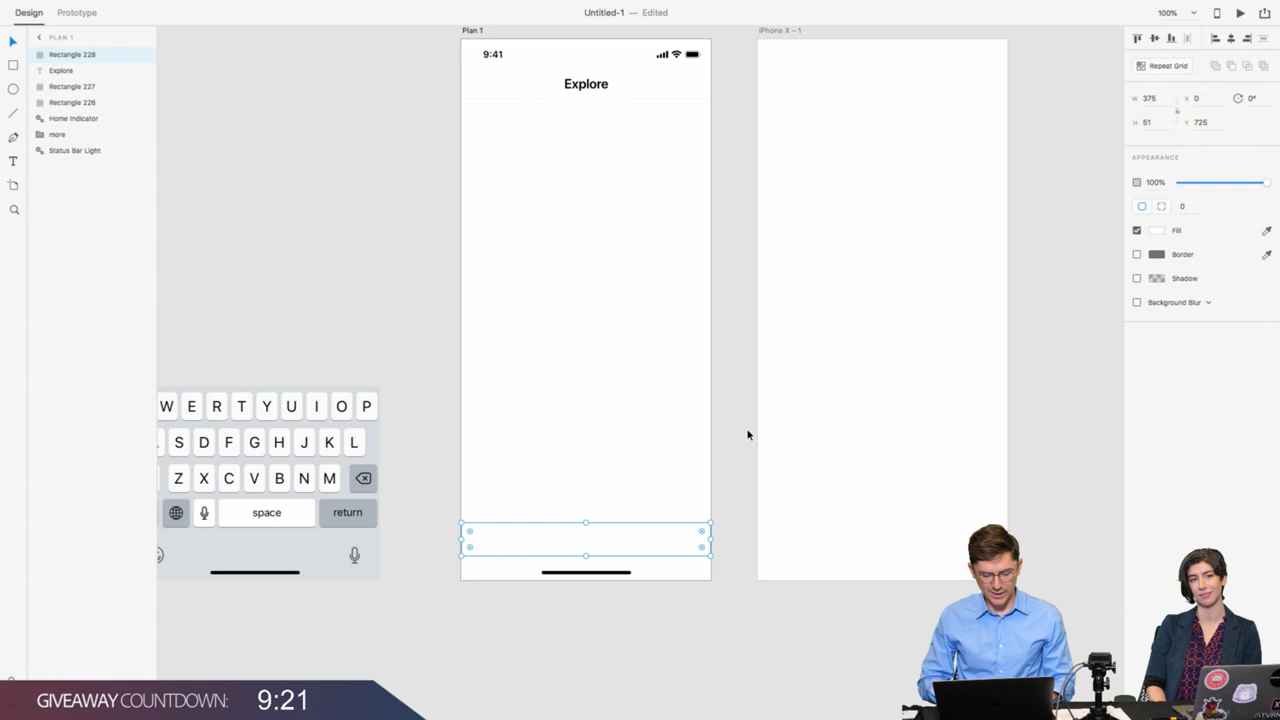 Design Prototype
Untitled-1 — Edited
100%
PLAN 1
Rectangle 228
Explore
Rectangle 227
Rectangle 226
Home Indicator
more
Status Bar Light
Plan 1
9:41
Explore
iPhone X – 1
W E R T Y U I O P
S D F G H J K L
Z X C V B N M
space return
Repeat Grid
W 375 X 0 0°
H 51 Y 725
APPEARANCE
100%
0
Fill
Border
Shadow
Background Blur
GIVEAWAY COUNTDOWN: 9:21